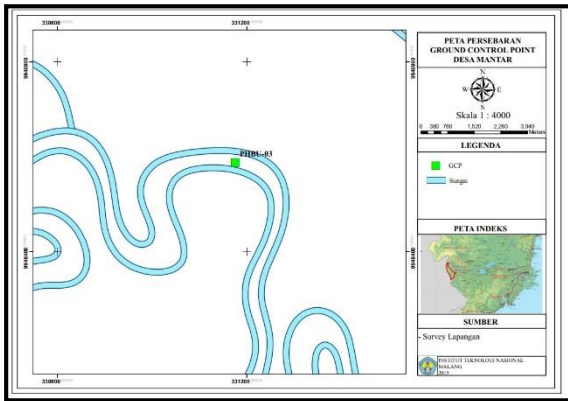 330800
331200
PETA PERSEBARAN
GROUND CONTROL POINT
DESA MANTAR
N
W E
S
Skala 1 : 4000
0 380 760 1,520 2,280 3,040
Meters
LEGENDA
GCP
Sungai
PETA INDEKS
SUMBER
- Survey Lapangan
INSTITUT TEKNOLOGI NASIONAL
MALANG
PHBU-03
9940800
9940400
330800
331200